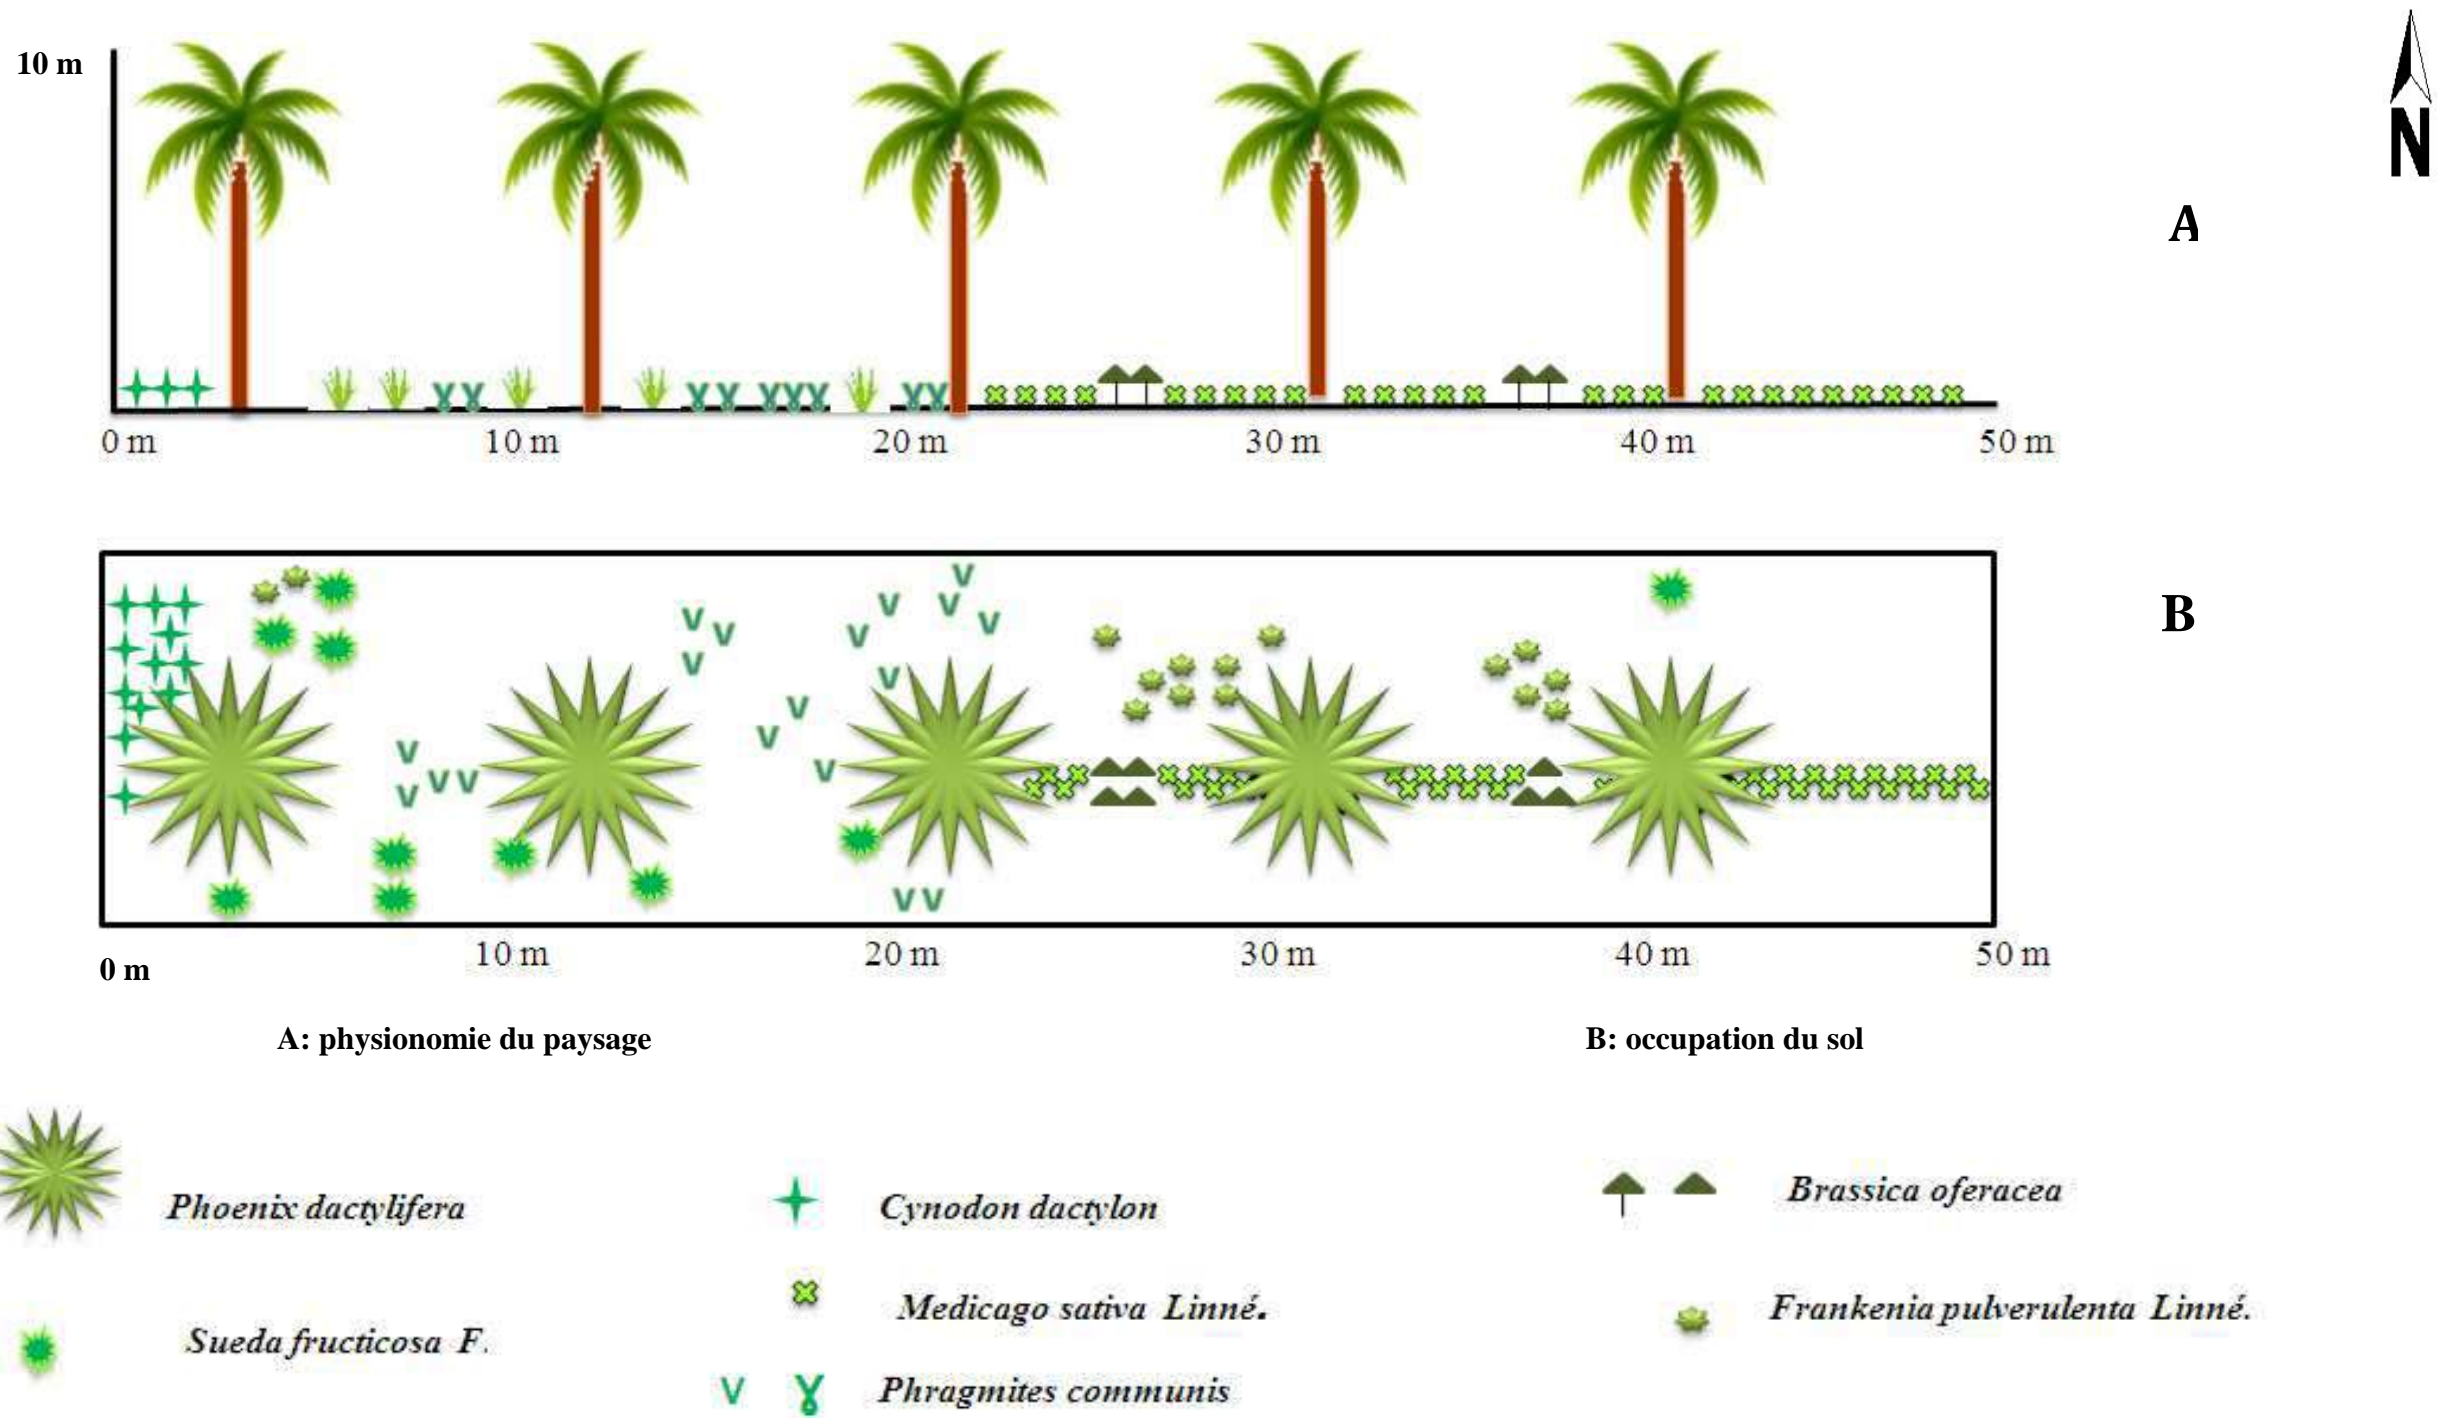 10 m
N
A
0 m 10 m 20 m 30 m 40 m 50 m
B
10 m 20 m 30 m 40 m 50 m
0 m
A: physionomie du paysage B: occupation du sol
Phoenix dactylifera Cynodon dactylon Brassica oferacea
Sueda fructicosa F. Medicago sativa Linné. Frankenia pulverulenta Linné.
Phragmites communis